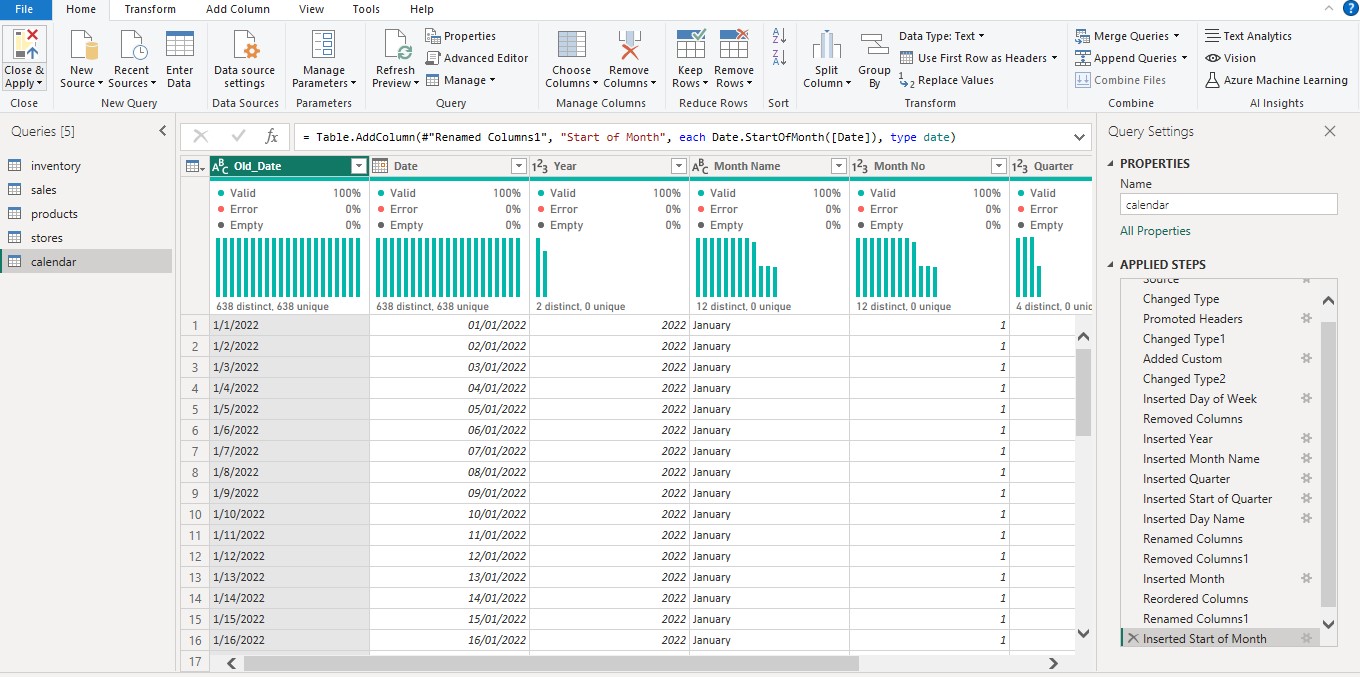 File Home Transform Add Column View Tools Help
Close & Apply New Source Recent Sources Enter Data Data source settings Manage Parameters Refresh Preview Properties Advanced Editor Manage Choose Columns Remove Columns Keep Rows Remove Rows Split Column Group By Data Type: Text Use First Row as Headers Replace Values Merge Queries Append Queries Combine Files Text Analytics Vision Azure Machine Learning
Close New Query Data Sources Parameters Query Manage Columns Reduce Rows Sort Transform Combine AI Insights
Queries [5]
inventory
sales
products
stores
calendar
= Table.AddColumn(#"Renamed Columns1", "Start of Month", each Date.StartOfMonth([Date]), type date)
Old_Date Date Year Month Name Month No Quarter
Valid 100% Valid 100% Valid 100% Valid 100% Valid 100% Valid
Error 0% Error 0% Error 0% Error 0% Error 0% Error
Empty 0% Empty 0% Empty 0% Empty 0% Empty 0% Empty
638 distinct, 638 unique 638 distinct, 638 unique 2 distinct, 0 unique 12 distinct, 0 unique 12 distinct, 0 unique 4 distinct, 0
1 1/1/2022 01/01/2022 2022 January 1
2 1/2/2022 02/01/2022 2022 January 1
3 1/3/2022 03/01/2022 2022 January 1
4 1/4/2022 04/01/2022 2022 January 1
5 1/5/2022 05/01/2022 2022 January 1
6 1/6/2022 06/01/2022 2022 January 1
7 1/7/2022 07/01/2022 2022 January 1
8 1/8/2022 08/01/2022 2022 January 1
9 1/9/2022 09/01/2022 2022 January 1
10 1/10/2022 10/01/2022 2022 January 1
11 1/11/2022 11/01/2022 2022 January 1
12 1/12/2022 12/01/2022 2022 January 1
13 1/13/2022 13/01/2022 2022 January 1
14 1/14/2022 14/01/2022 2022 January 1
15 1/15/2022 15/01/2022 2022 January 1
16 1/16/2022 16/01/2022 2022 January 1
17
Query Settings
PROPERTIES
Name
calendar
All Properties
APPLIED STEPS
Source
Changed Type
Promoted Headers
Changed Type1
Added Custom
Changed Type2
Inserted Day of Week
Removed Columns
Inserted Year
Inserted Month Name
Inserted Quarter
Inserted Start of Quarter
Inserted Day Name
Renamed Columns
Removed Columns1
Inserted Month
Reordered Columns
Renamed Columns1
Inserted Start of Month